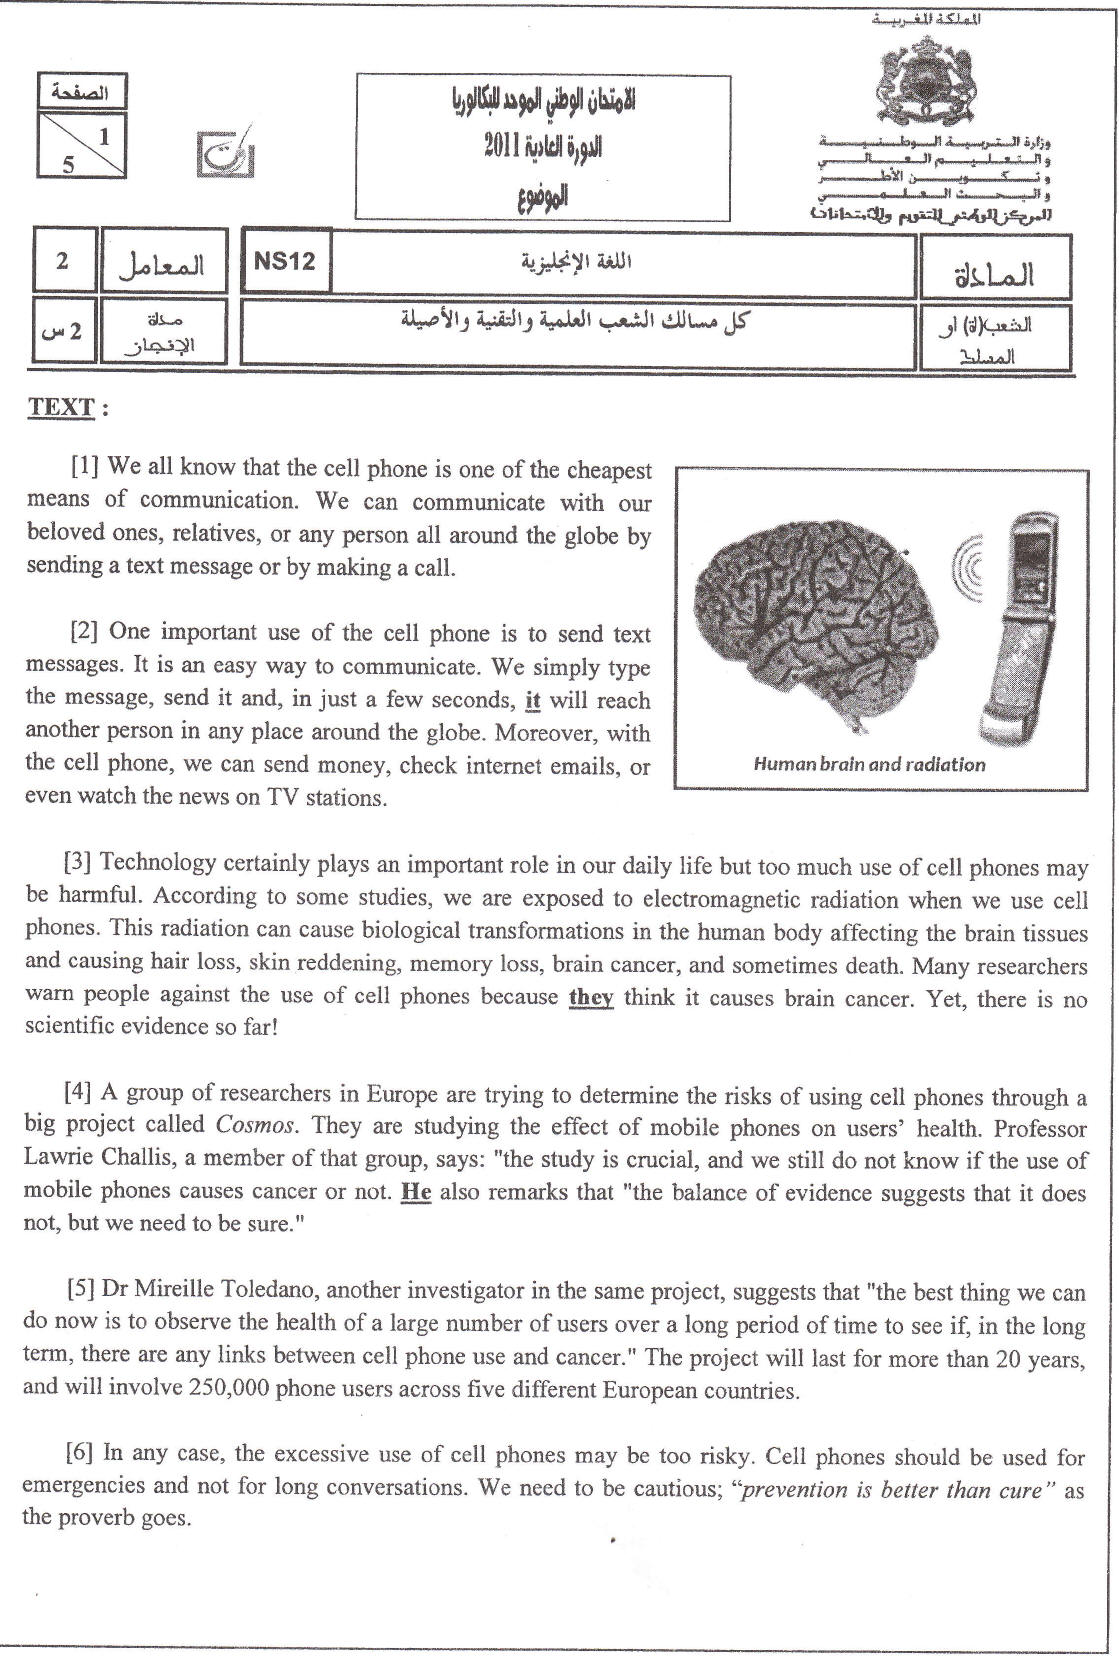 المملكة المغربية
وزارة التربية الوطنية
والتعليم العالي
وتكوين الأطر
والبحث العلمي
المركز الوطني للتقويم والامتحانات
الامتحان الوطني الموحد للبكالوريا
الدورة العادية 2011
الموضوع
الصفحة
1
5
المادة
اللغة الإنجليزية
NS12
المعامل
2
الشعب(ة) او
المسلك
كل مسالك الشعب العلمية والتقنية والأصيلة
مدة
الإنجاز
2 س
TEXT :
[1] We all know that the cell phone is one of the cheapest
means of communication. We can communicate with our
beloved ones, relatives, or any person all around the globe by
sending a text message or by making a call.
[2] One important use of the cell phone is to send text
messages. It is an easy way to communicate. We simply type
the message, send it and, in just a few seconds, it will reach
another person in any place around the globe. Moreover, with
the cell phone, we can send money, check internet emails, or
even watch the news on TV stations.
Human brain and radiation
[3] Technology certainly plays an important role in our daily life but too much use of cell phones may
be harmful. According to some studies, we are exposed to electromagnetic radiation when we use cell
phones. This radiation can cause biological transformations in the human body affecting the brain tissues
and causing hair loss, skin reddening, memory loss, brain cancer, and sometimes death. Many researchers
warn people against the use of cell phones because they think it causes brain cancer. Yet, there is no
scientific evidence so far!
[4] A group of researchers in Europe are trying to determine the risks of using cell phones through a
big project called Cosmos. They are studying the effect of mobile phones on users' health. Professor
Lawrie Challis, a member of that group, says: "the study is crucial, and we still do not know if the use of
mobile phones causes cancer or not. He also remarks that "the balance of evidence suggests that it does
not, but we need to be sure."
[5] Dr Mireille Toledano, another investigator in the same project, suggests that "the best thing we can
do now is to observe the health of a large number of users over a long period of time to see if, in the long
term, there are any links between cell phone use and cancer." The project will last for more than 20 years,
and will involve 250,000 phone users across five different European countries.
[6] In any case, the excessive use of cell phones may be too risky. Cell phones should be used for
emergencies and not for long conversations. We need to be cautious; “prevention is better than cure” as
the proverb goes.